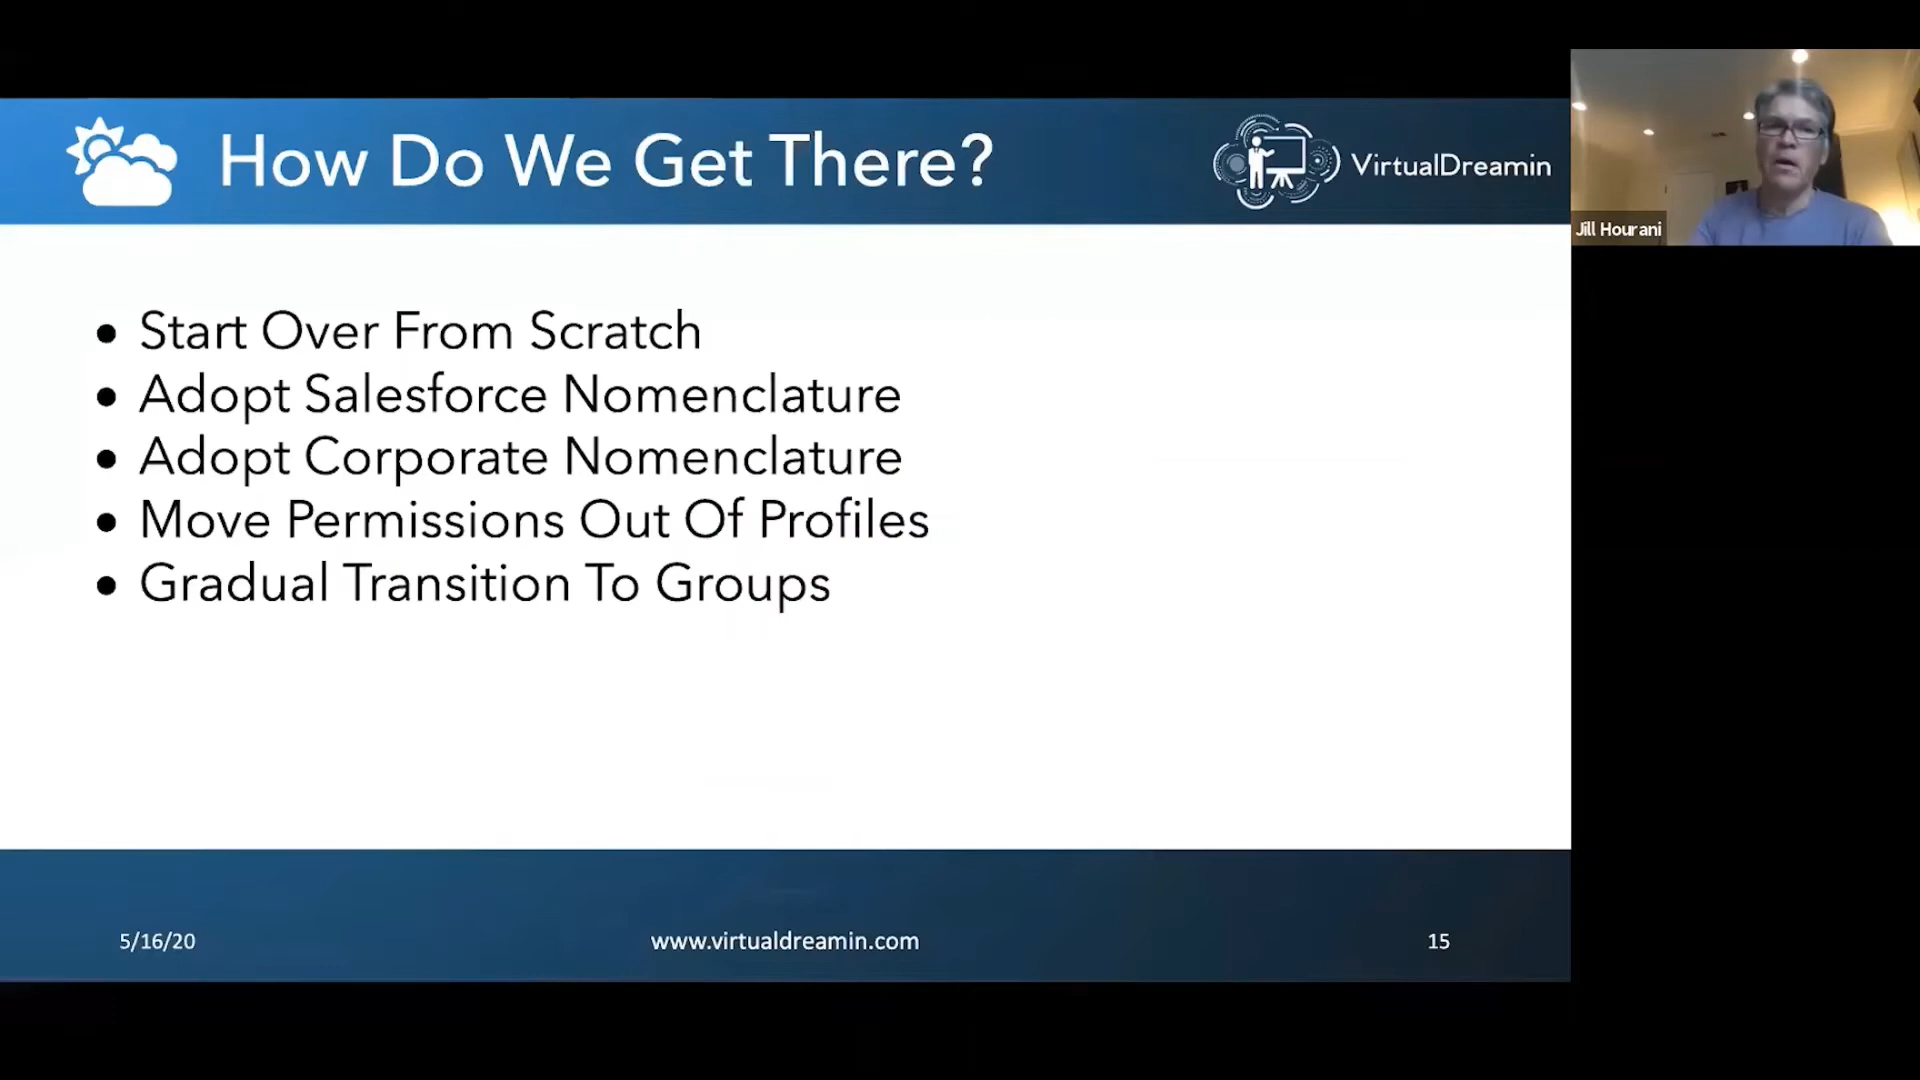 How Do We Get There?
VirtualDreamin
Jill Hourani
• Start Over From Scratch
• Adopt Salesforce Nomenclature
• Adopt Corporate Nomenclature
• Move Permissions Out Of Profiles
• Gradual Transition To Groups
5/16/20
www.virtualdreamin.com
15